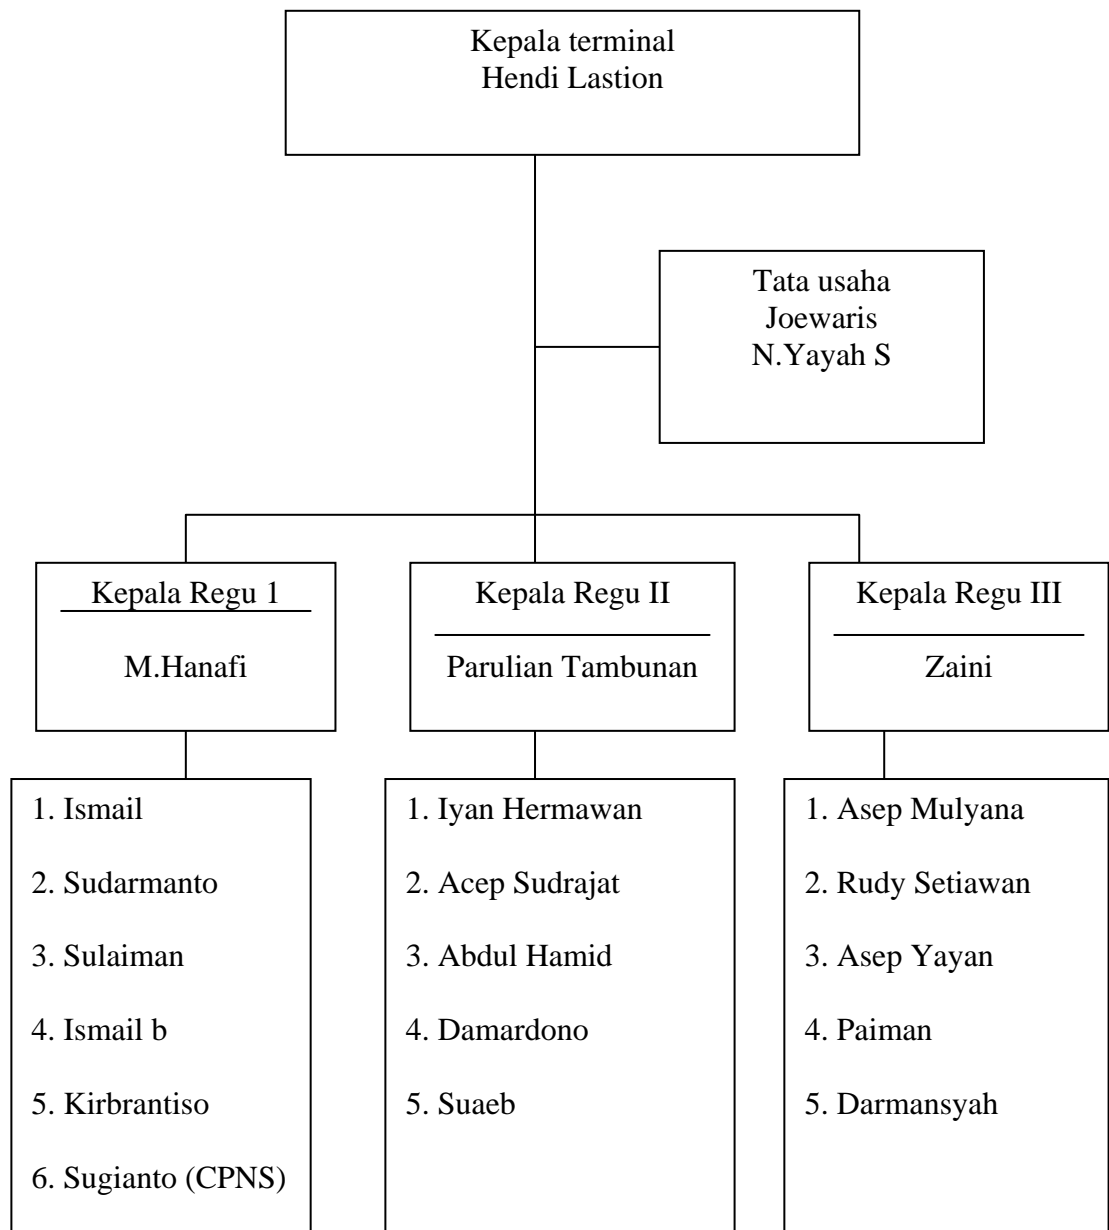 Kepala terminal
Hendi Lastion
Tata usaha
Joewaris
N.Yayah S
Kepala Regu 1
M.Hanafi
Kepala Regu II
Parulian Tambunan
Kepala Regu III
Zaini
1. Ismail
2. Sudarmanto
3. Sulaiman
4. Ismail b
5. Kirbrantiso
6. Sugianto (CPNS)
1. Iyan Hermawan
2. Acep Sudrajat
3. Abdul Hamid
4. Damardono
5. Suaeb
1. Asep Mulyana
2. Rudy Setiawan
3. Asep Yayan
4. Paiman
5. Darmansyah